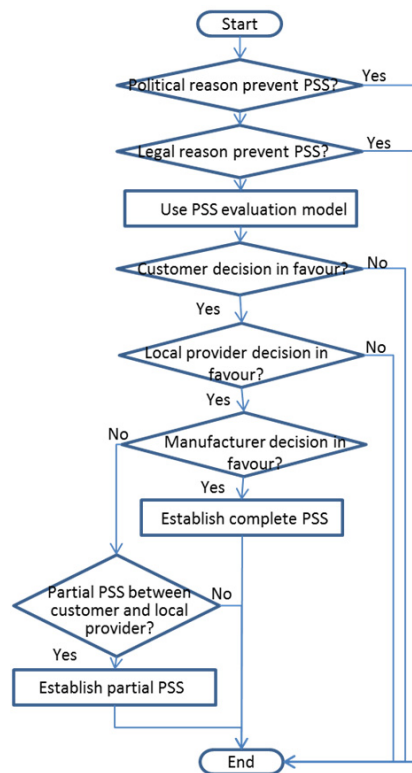 Start
Political reason prevent PSS?
Yes
Legal reason prevent PSS?
Yes
Use PSS evaluation model
Customer decision in favour?
No
Yes
Local provider decision in
favour?
No
Yes
Manufacturer decision in
favour?
No
Yes
Establish complete PSS
Partial PSS between
customer and local
provider?
No
Yes
Establish partial PSS
End